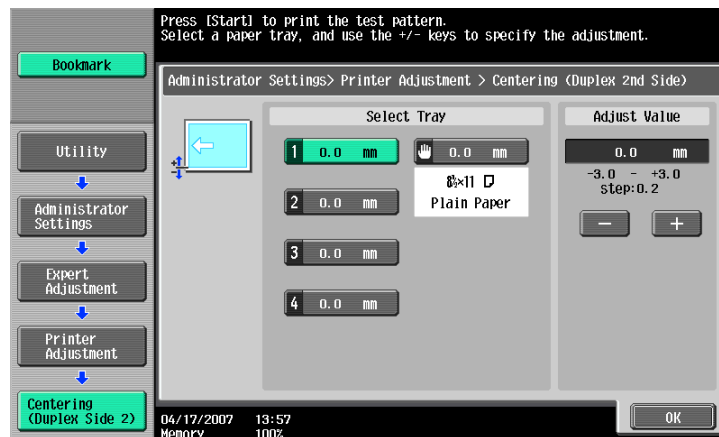 Press [Start] to print the test pattern.
Select a paper tray, and use the +/- keys to specify the adjustment.
Bookmark
Administrator Settings> Printer Adjustment > Centering (Duplex 2nd Side)
Select Tray
Adjust Value
Utility
1 0.0 mm
0.0 mm
0.0 mm
-3.0 - +3.0
step:0.2
8½×11
Plain Paper
2 0.0 mm
Administrator
Settings
− +
3 0.0 mm
Expert
Adjustment
4 0.0 mm
Printer
Adjustment
Centering
(Duplex Side 2)
04/17/2007 13:57
Memory 100%
OK